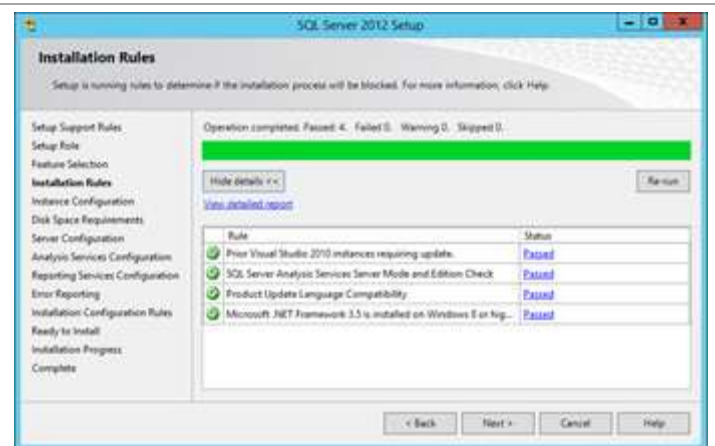 SQL Server 2012 Setup
Installation Rules
Setup is running rules to determine if the installation process will be blocked. For more information, click Help.
Setup Support Rules
Setup Role
Feature Selection
Installation Rules
Instance Configuration
Disk Space Requirements
Server Configuration
Analysis Services Configuration
Reporting Services Configuration
Error Reporting
Installation Configuration Rules
Ready to Install
Installation Progress
Complete
Operation completed. Passed: 4. Failed 0. Warning 0. Skipped 0.
Hide details <<
Re-run
View detailed report
Rule Status
Prior Visual Studio 2010 instances requiring update. Passed
SQL Server Analysis Services Server Mode and Edition Check Passed
Product Update Language Compatibility Passed
Microsoft .NET Framework 3.5 is installed on Windows 8 or hig... Passed
< Back Next > Cancel Help